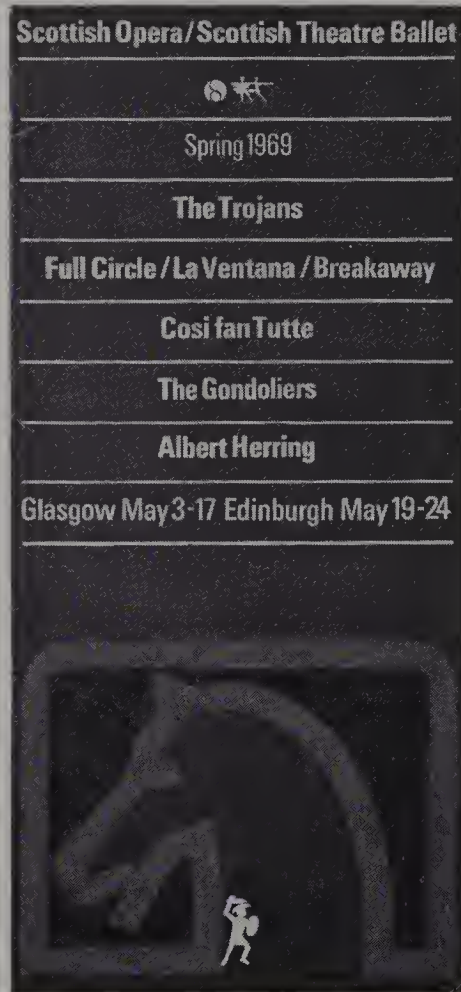 Scottish Opera/Scottish Theatre Ballet
Spring 1969
The Trojans
Full Circle/La Ventana/Breakaway
Cosi fan Tutte
The Gondoliers
Albert Herring
Glasgow May 3-17 Edinburgh May 19-24